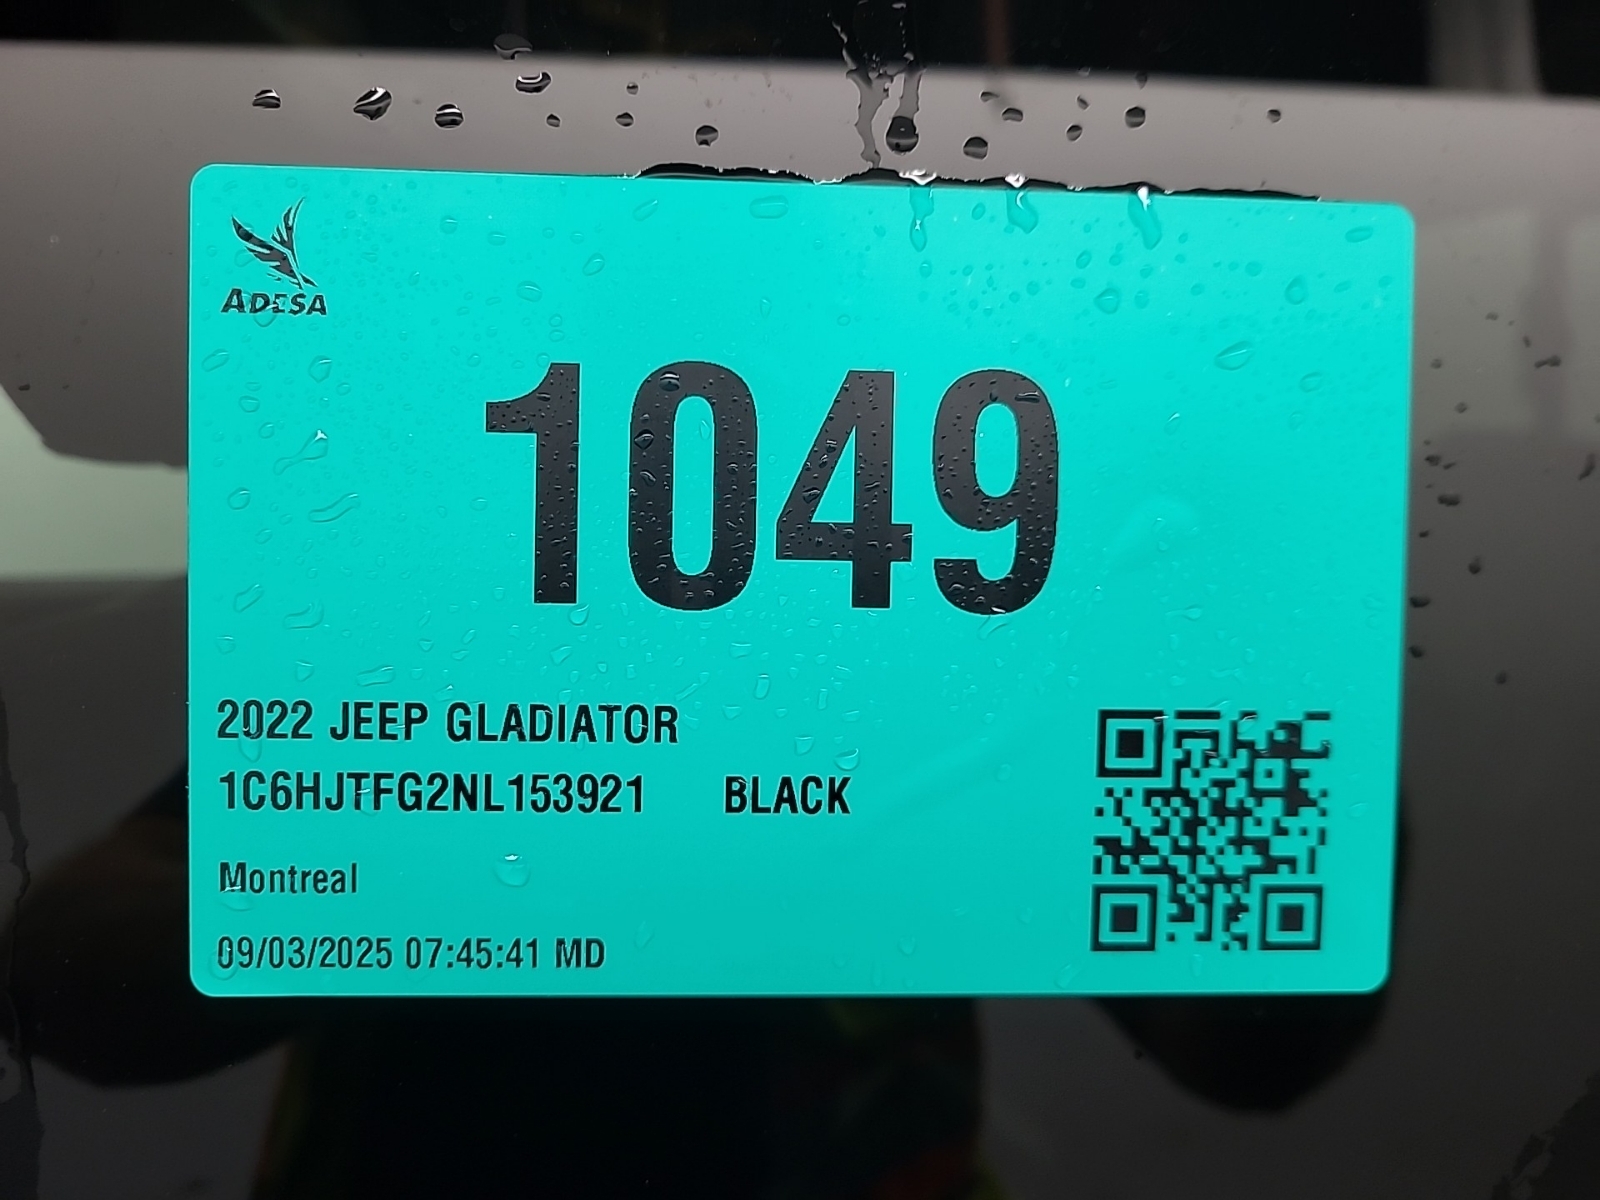 ADESA
1049
2022 JEEP GLADIATOR
1C6HJTFG2NL153921 BLACK
Montreal
09/03/2025 07:45:41 MD